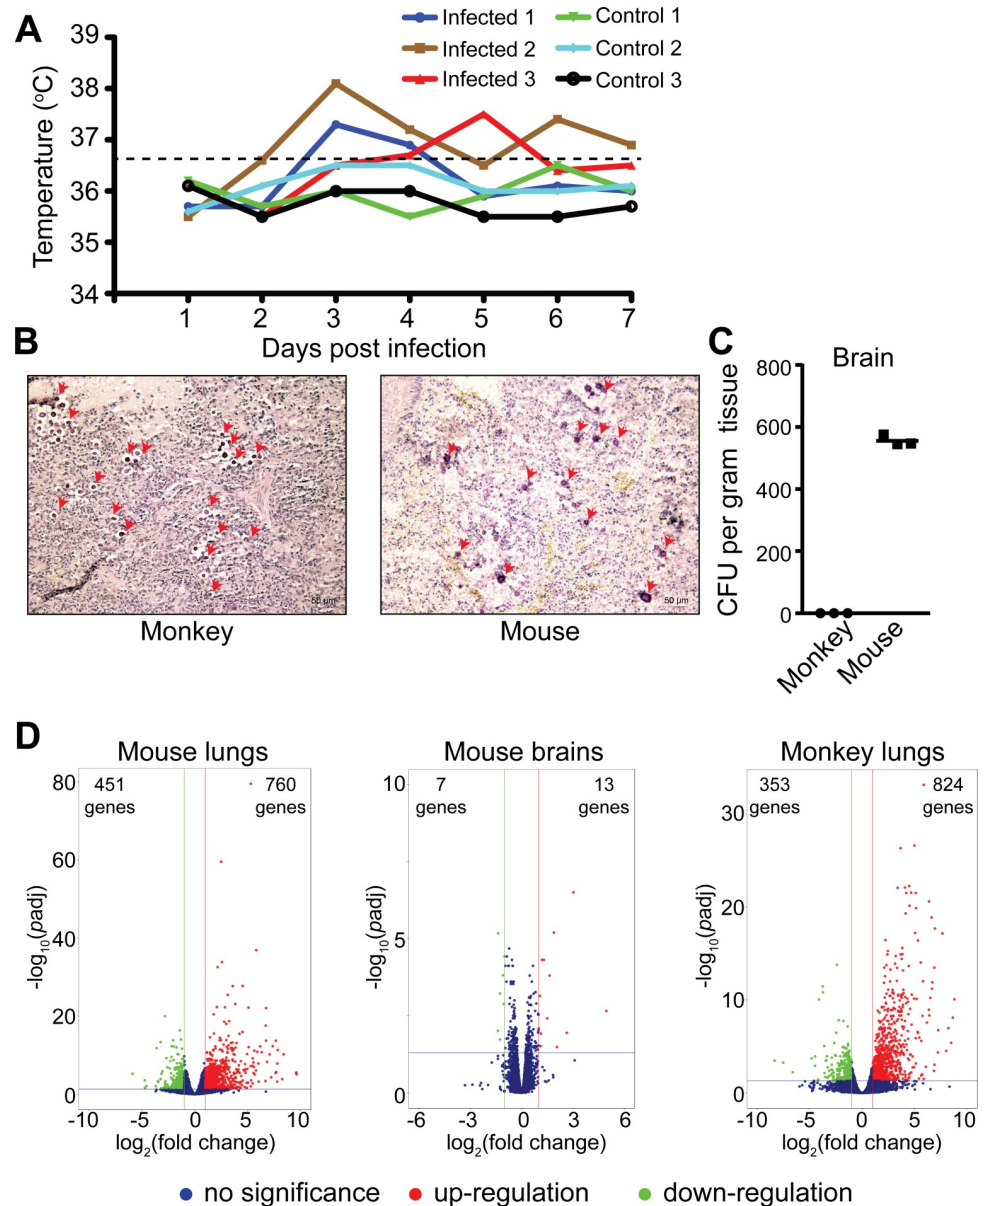 A
Infected 1
Control 1
Infected 2
Control 2
Infected 3
Control 3
Temperature (°C)
39
38
37
36
35
34
1 2 3 4 5 6 7
Days post infection
B
50 µm
50 µm
Monkey
Mouse
C
Brain
CFU per gram tissue
800
600
400
200
0
Monkey
Mouse
D
Mouse lungs
451 genes
760 genes
-log10(padj)
80
60
40
20
0
-10 -5 0 5 10
log2(fold change)
Mouse brains
7 genes
13 genes
-log10(padj)
10
5
0
-6 -3 0 3 6
log2(fold change)
Monkey lungs
353 genes
824 genes
-log10(padj)
30
20
10
0
-10 -5 0 5 10
log2(fold change)
no significance
up-regulation
down-regulation